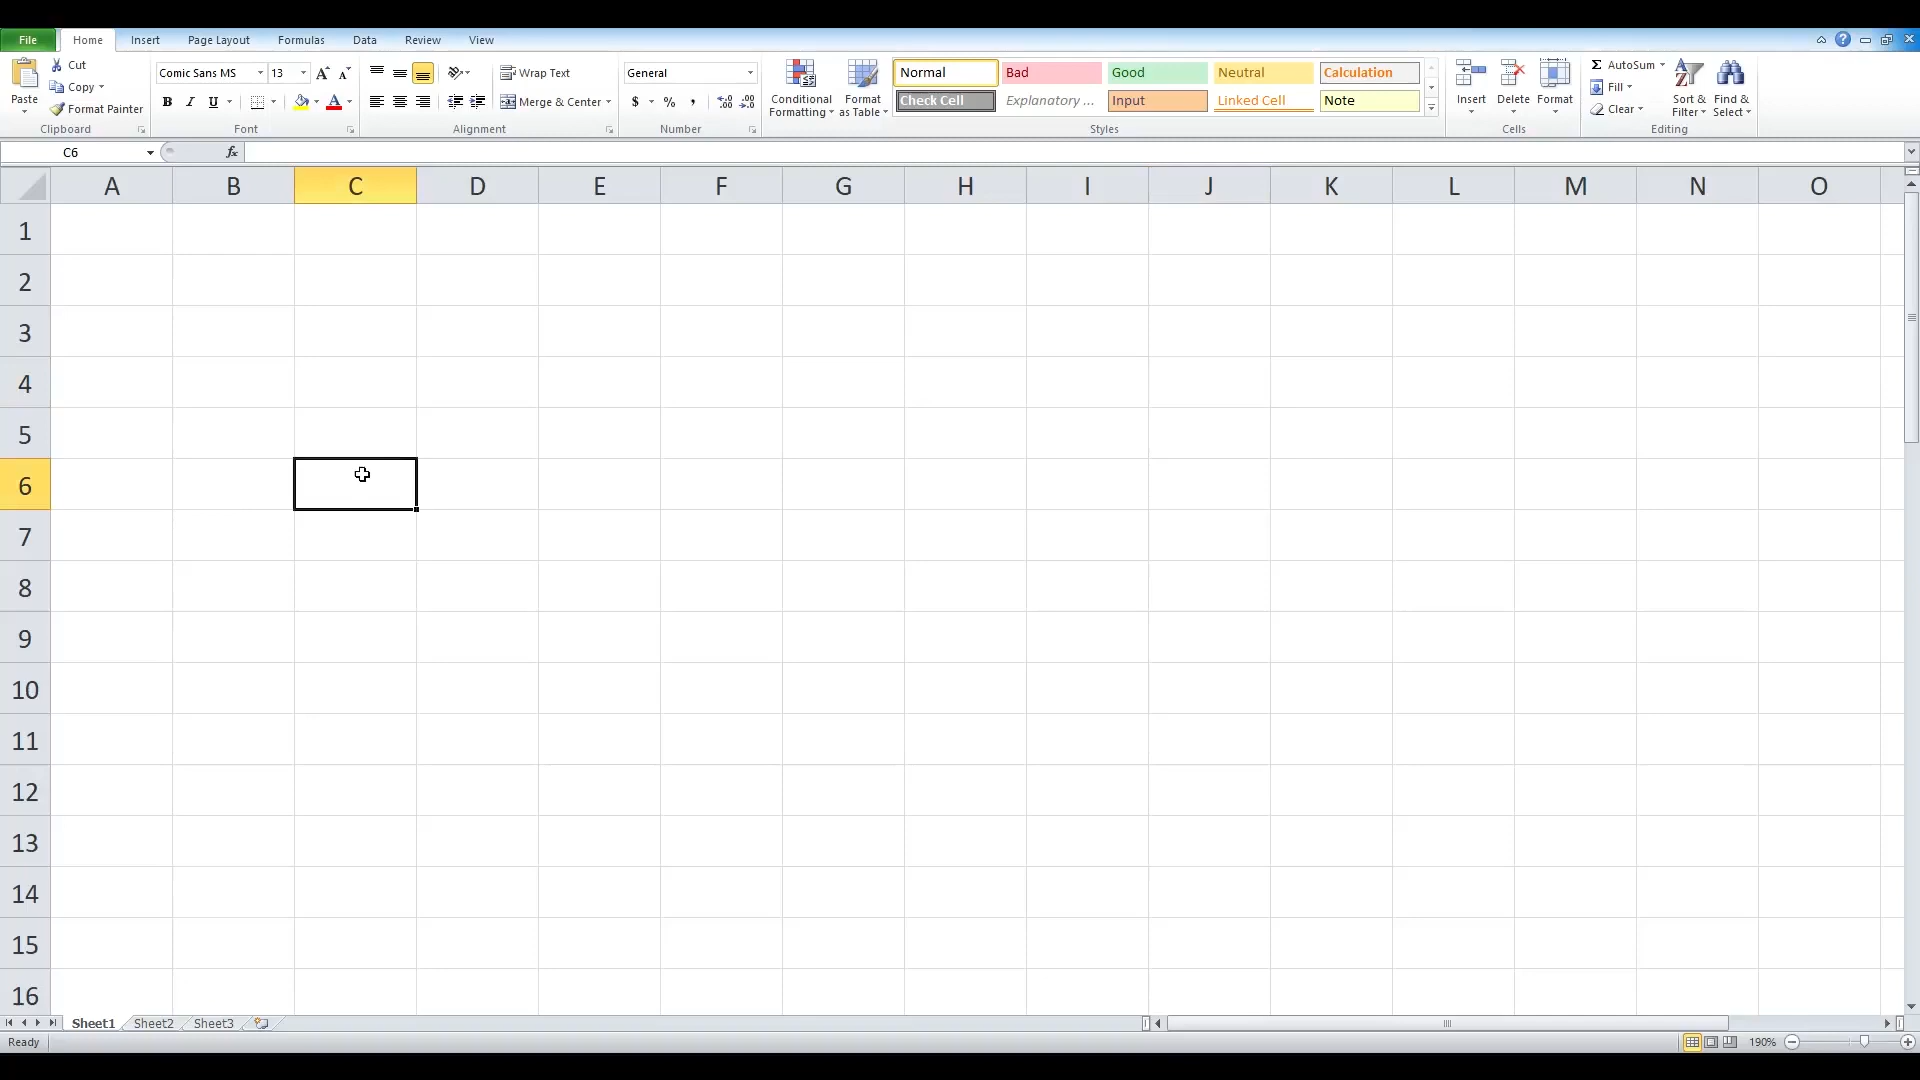 File Home Insert Page Layout Formulas Data Review View
Cut
Copy
Format Painter
Paste
Clipboard
Comic Sans MS 13 A A
B I U A
Font
Wrap Text
Merge & Center
Alignment
General
$ % , .00 .0
Number
Conditional Formatting
Format as Table
Normal Bad Good Neutral Calculation
Check Cell Explanatory ... Input Linked Cell Note
Styles
Insert Delete Format
Cells
Σ AutoSum
Fill
Clear
Sort & Filter
Find & Select
Editing
C6 fx
A B C D E F G H I J K L M N O
1
2
3
4
5
6
7
8
9
10
11
12
13
14
15
16
Sheet1 Sheet2 Sheet3
Ready 190%